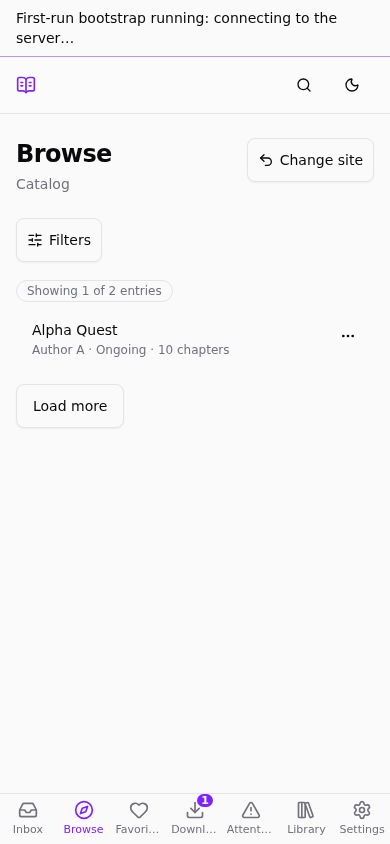 First-run bootstrap running: connecting to the
server…
Browse
Change site
Catalog
Filters
Showing 1 of 2 entries
Alpha Quest
Author A · Ongoing · 10 chapters
Load more
1
Inbox
Browse
Favori…
Downl…
Attent…
Library
Settings